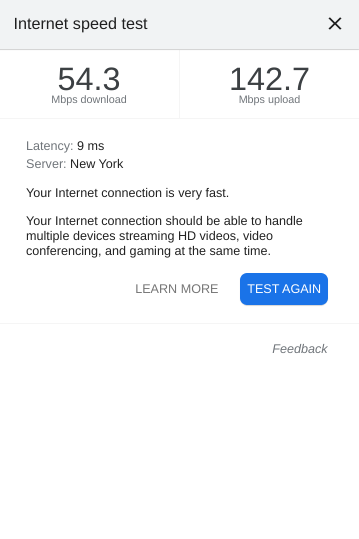 Internet speed test
54.3
Mbps download
142.7
Mbps upload
Latency: 9 ms
Server: New York
Your Internet connection is very fast.
Your Internet connection should be able to handle
multiple devices streaming HD videos, video
conferencing, and gaming at the same time.
LEARN MORE
TEST AGAIN
Feedback